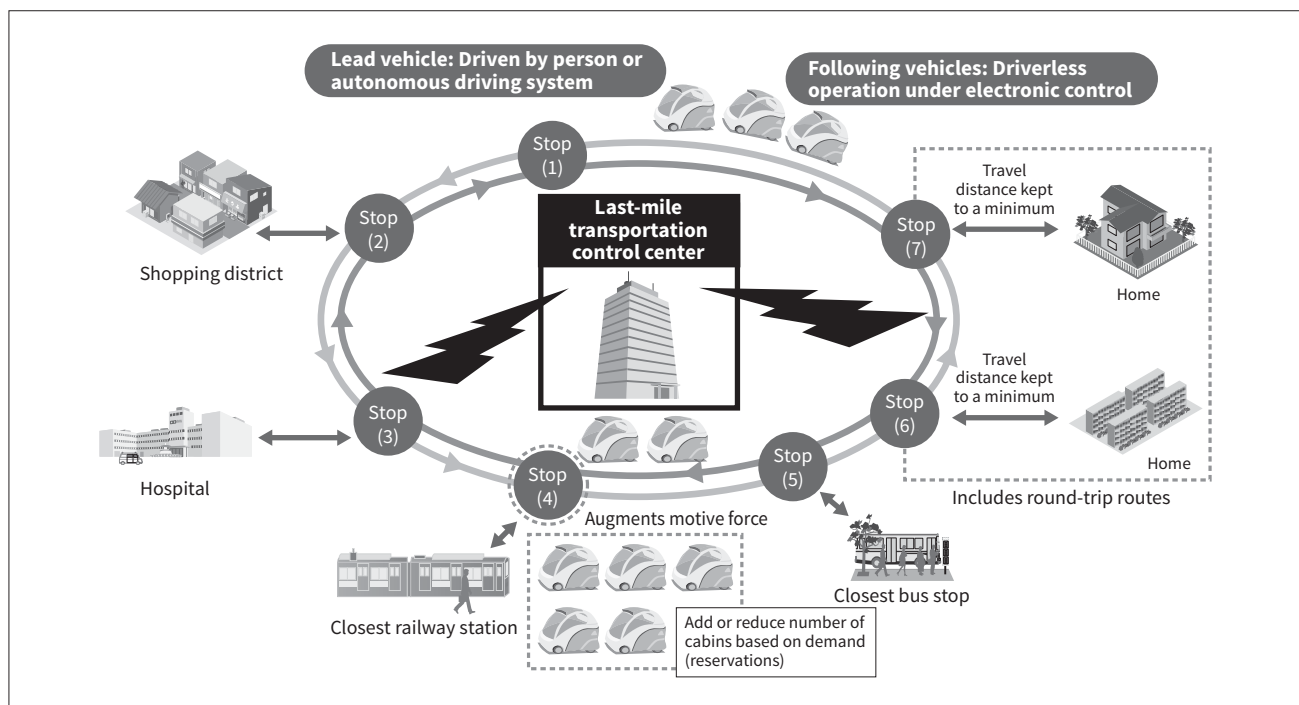 Lead vehicle: Driven by person or
autonomous driving system
Following vehicles: Driverless
operation under electronic control
Stop
(1)
Stop
(2)
Shopping district
Last-mile
transportation
control center
Stop
(7)
Travel
distance kept
to a minimum
Home
Stop
(3)
Hospital
Stop
(6)
Travel
distance kept
to a minimum
Home
Includes round-trip routes
Stop
(4)
Augments motive force
Stop
(5)
Closest railway station
Closest bus stop
Add or reduce number of
cabins based on demand
(reservations)